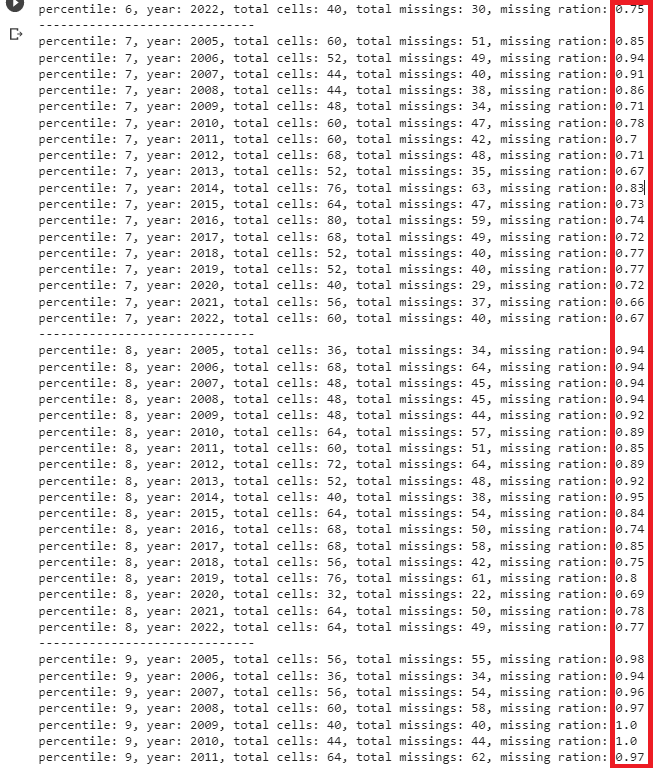 percentile: 6, year: 2022, total cells: 40, total missings: 30, missing ration: 0.75
------------------------------
percentile: 7, year: 2005, total cells: 60, total missings: 51, missing ration: 0.85
percentile: 7, year: 2006, total cells: 52, total missings: 49, missing ration: 0.94
percentile: 7, year: 2007, total cells: 44, total missings: 40, missing ration: 0.91
percentile: 7, year: 2008, total cells: 44, total missings: 38, missing ration: 0.86
percentile: 7, year: 2009, total cells: 48, total missings: 34, missing ration: 0.71
percentile: 7, year: 2010, total cells: 60, total missings: 47, missing ration: 0.78
percentile: 7, year: 2011, total cells: 60, total missings: 42, missing ration: 0.7
percentile: 7, year: 2012, total cells: 68, total missings: 48, missing ration: 0.71
percentile: 7, year: 2013, total cells: 52, total missings: 35, missing ration: 0.67
percentile: 7, year: 2014, total cells: 76, total missings: 63, missing ration: 0.83
percentile: 7, year: 2015, total cells: 64, total missings: 47, missing ration: 0.73
percentile: 7, year: 2016, total cells: 80, total missings: 59, missing ration: 0.74
percentile: 7, year: 2017, total cells: 68, total missings: 49, missing ration: 0.72
percentile: 7, year: 2018, total cells: 52, total missings: 40, missing ration: 0.77
percentile: 7, year: 2019, total cells: 52, total missings: 40, missing ration: 0.77
percentile: 7, year: 2020, total cells: 40, total missings: 29, missing ration: 0.72
percentile: 7, year: 2021, total cells: 56, total missings: 37, missing ration: 0.66
percentile: 7, year: 2022, total cells: 60, total missings: 40, missing ration: 0.67
------------------------------
percentile: 8, year: 2005, total cells: 36, total missings: 34, missing ration: 0.94
percentile: 8, year: 2006, total cells: 68, total missings: 64, missing ration: 0.94
percentile: 8, year: 2007, total cells: 48, total missings: 45, missing ration: 0.94
percentile: 8, year: 2008, total cells: 48, total missings: 45, missing ration: 0.94
percentile: 8, year: 2009, total cells: 48, total missings: 44, missing ration: 0.92
percentile: 8, year: 2010, total cells: 64, total missings: 57, missing ration: 0.89
percentile: 8, year: 2011, total cells: 60, total missings: 51, missing ration: 0.85
percentile: 8, year: 2012, total cells: 72, total missings: 64, missing ration: 0.89
percentile: 8, year: 2013, total cells: 52, total missings: 48, missing ration: 0.92
percentile: 8, year: 2014, total cells: 40, total missings: 38, missing ration: 0.95
percentile: 8, year: 2015, total cells: 64, total missings: 54, missing ration: 0.84
percentile: 8, year: 2016, total cells: 68, total missings: 50, missing ration: 0.74
percentile: 8, year: 2017, total cells: 68, total missings: 58, missing ration: 0.85
percentile: 8, year: 2018, total cells: 56, total missings: 42, missing ration: 0.75
percentile: 8, year: 2019, total cells: 76, total missings: 61, missing ration: 0.8
percentile: 8, year: 2020, total cells: 32, total missings: 22, missing ration: 0.69
percentile: 8, year: 2021, total cells: 64, total missings: 50, missing ration: 0.78
percentile: 8, year: 2022, total cells: 64, total missings: 49, missing ration: 0.77
------------------------------
percentile: 9, year: 2005, total cells: 56, total missings: 55, missing ration: 0.98
percentile: 9, year: 2006, total cells: 36, total missings: 34, missing ration: 0.94
percentile: 9, year: 2007, total cells: 56, total missings: 54, missing ration: 0.96
percentile: 9, year: 2008, total cells: 60, total missings: 58, missing ration: 0.97
percentile: 9, year: 2009, total cells: 40, total missings: 40, missing ration: 1.0
percentile: 9, year: 2010, total cells: 44, total missings: 44, missing ration: 1.0
percentile: 9, year: 2011, total cells: 64, total missings: 62, missing ration: 0.97